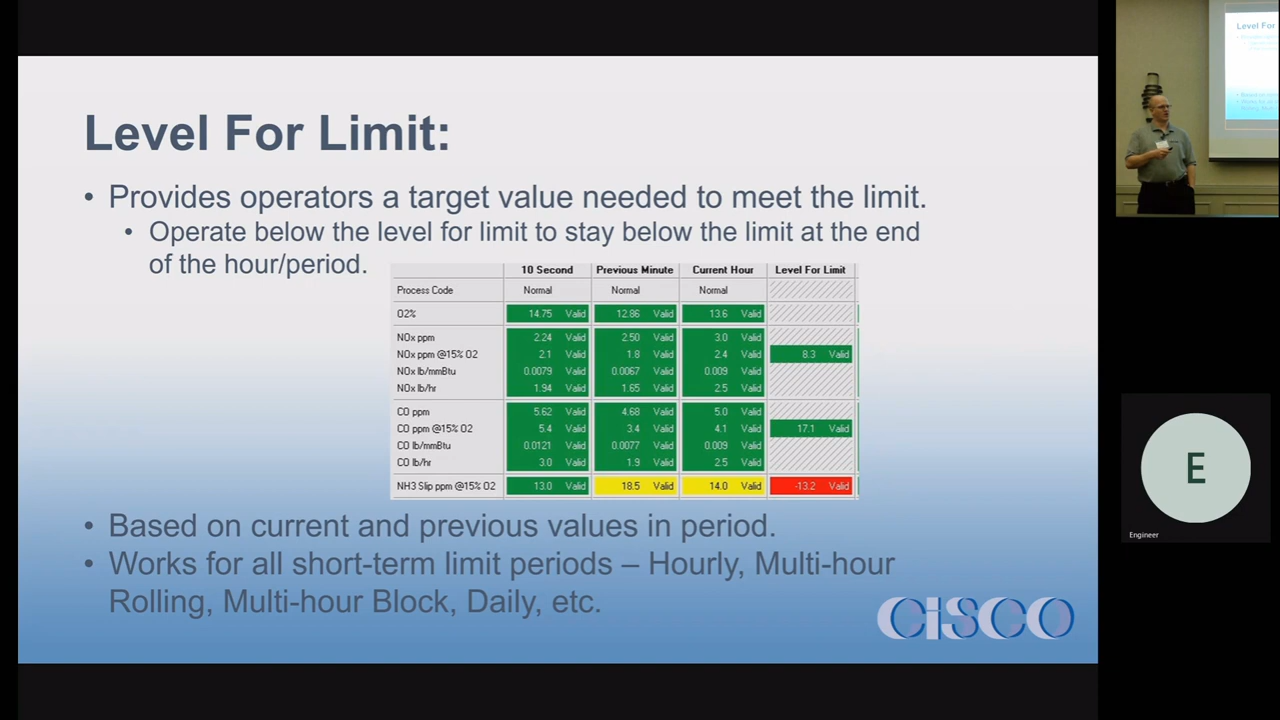 Level For Limit:
• Provides operators a target value needed to meet the limit.
• Operate below the level for limit to stay below the limit at the end
of the hour/period.
10 Second Previous Minute Current Hour Level For Limit
Process Code Normal Normal Normal
O2% 14.75 Valid 12.86 Valid 13.6 Valid
NOx ppm 2.24 Valid 2.50 Valid 3.0 Valid
NOx ppm @15% O2 2.1 Valid 1.8 Valid 2.4 Valid 8.3 Valid
NOx lb/mmBtu 0.0079 Valid 0.0067 Valid 0.009 Valid
NOx lb/hr 1.94 Valid 1.65 Valid 2.5 Valid
CO ppm 5.62 Valid 4.68 Valid 5.0 Valid
CO ppm @15% O2 5.4 Valid 3.4 Valid 4.1 Valid 17.1 Valid
CO lb/mmBtu 0.0121 Valid 0.0077 Valid 0.009 Valid
CO lb/hr 3.0 Valid 1.9 Valid 2.5 Valid
NH3 Slip ppm @15% O2 13.0 Valid 18.5 Valid 14.0 Valid -13.2 Valid
• Based on current and previous values in period.
• Works for all short-term limit periods – Hourly, Multi-hour
Rolling, Multi-hour Block, Daily, etc.
CiSCO
Level For
E
Engineer